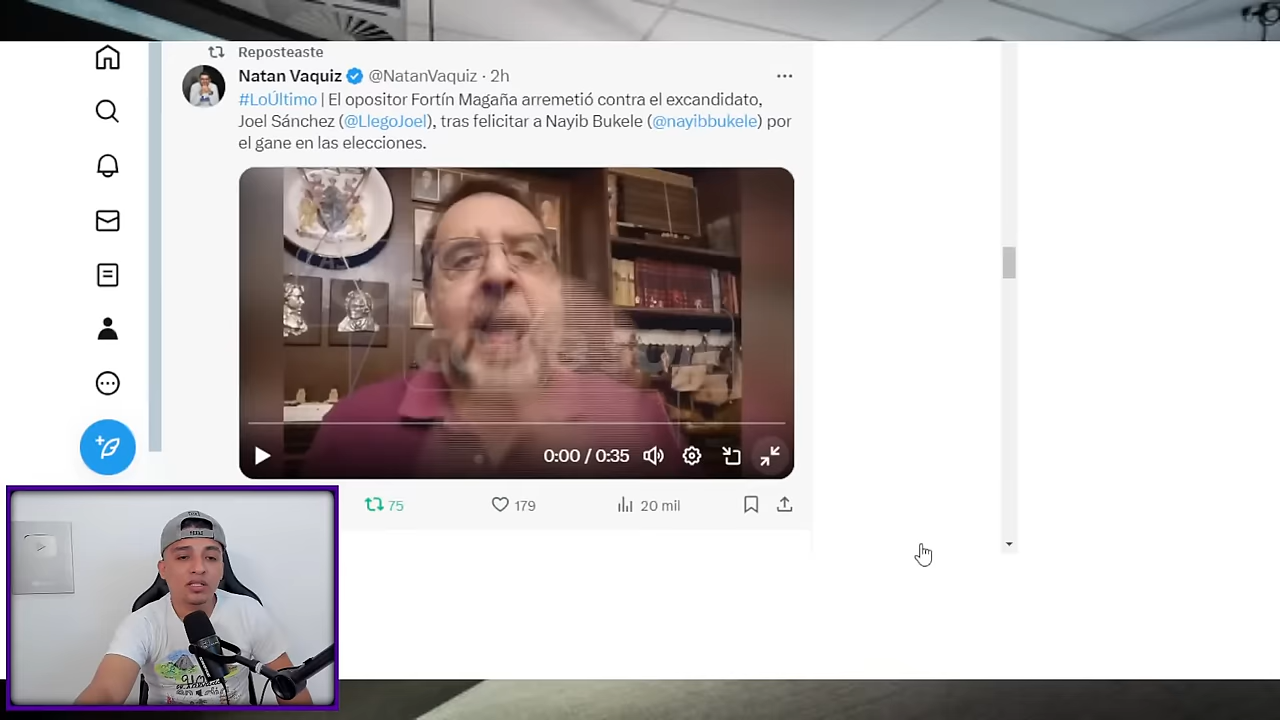 Reposteaste
Natan Vaquiz @NatanVaquiz · 2h
#LoÚltimo | El opositor Fortín Magaña arremetió contra el excandidato,
Joel Sánchez (@LlegoJoel), tras felicitar a Nayib Bukele (@nayibbukele) por
el gane en las elecciones.
0:00 / 0:35
75
179
20 mil